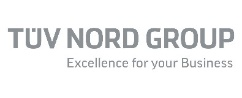 TÜV NORD GROUP
Excellence for your Business